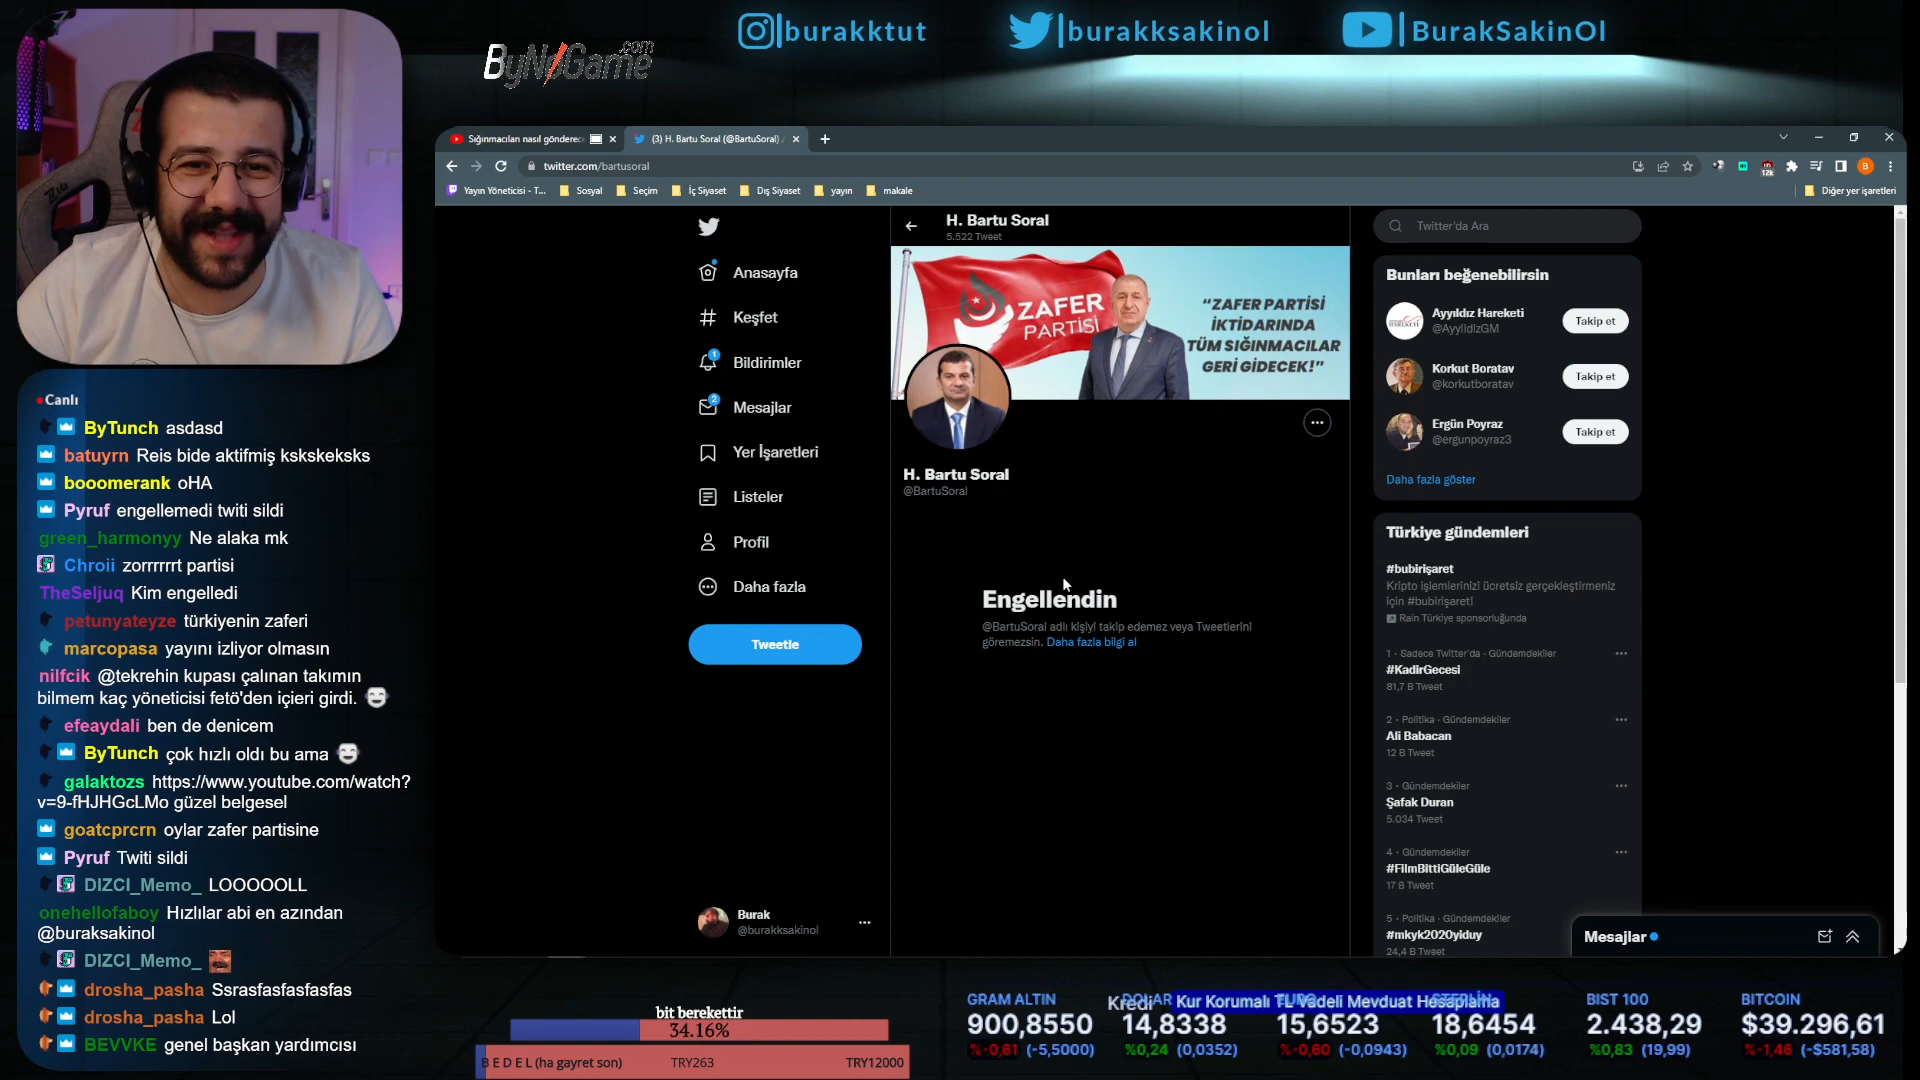 burakktut
burakksakinol
BurakSakinOl
ByNoGame.com
Sığınmacıları nasıl gönderece
(3) H. Bartu Soral (@BartuSoral)
twitter.com/bartusoral
Yayın Yöneticisi - T...
Sosyal
Seçim
İç Siyaset
Dış Siyaset
yayın
makale
Diğer yer işaretleri
Anasayfa
Keşfet
Bildirimler
Mesajlar
Yer İşaretleri
Listeler
Profil
Daha fazla
Tweetle
Burak
@burakksakinol
H. Bartu Soral
5.522 Tweet
ZAFER
PARTİSİ
“ZAFER PARTİSİ
İKTİDARINDA
TÜM SIĞINMACILAR
GERİ GİDECEK!”
H. Bartu Soral
@BartuSoral
Engellendin
@BartuSoral adlı kişiyi takip edemez veya Tweetlerini
göremezsin. Daha fazla bilgi al
Twitter'da Ara
Bunları beğenebilirsin
Ayyıldız Hareketi
@AyyildizGM
Takip et
Korkut Boratav
@korkutboratav
Takip et
Ergün Poyraz
@ergunpoyraz3
Takip et
Daha fazla göster
Türkiye gündemleri
#bubirişaret
Kripto işlemlerinizi ücretsiz gerçekleştirmeniz
için #bubirişaret!
Rain Türkiye sponsorluğunda
1 · Sadece Twitter'da · Gündemdekiler
#KadirGecesi
81,7 B Tweet
2 · Politika · Gündemdekiler
Ali Babacan
12 B Tweet
3 · Gündemdekiler
Şafak Duran
5.034 Tweet
4 · Gündemdekiler
#FilmBittiGüleGüle
17 B Tweet
5 · Politika · Gündemdekiler
#mkyk2020yiduy
24,4 B Tweet
Mesajlar
Canlı
ByTunch asdasd
batuyrn Reis bide aktifmiş kskskeksks
booomerank oHA
Pyruf engellemedi twiti sildi
green_harmonyy Ne alaka mk
Chroii zorrrrrrt partisi
TheSeljuq Kim engelledi
petunyateyze türkiyenin zaferi
marcopasa yayını izliyor olmasın
nilfcik @tekrehin kupası çalınan takımın
bilmem kaç yöneticisi fetö'den içieri girdi.
efeaydali ben de denicem
ByTunch çok hızlı oldı bu ama
galaktozs https://www.youtube.com/watch?
v=9-fHJHGcLMo güzel belgesel
goatcprcrn oylar zafer partisine
Pyruf Twiti sildi
DIZCI_Memo_ LOOOOOLL
onehellofaboy Hızlılar abi en azından
@buraksakinol
DIZCI_Memo_
drosha_pasha Ssrasfasfasfasfas
drosha_pasha Lol
BEVVKE genel başkan yardımcısı
bit berekettir
34.16%
B E D E L (ha gayret son) TRY263 TRY12000
Kredi Kur Korumalı TL Vadeli Mevduat Hesaplama
GRAM ALTIN
900,8550
%-0,61 (-5,5000)
DOLAR
14,8338
%0,24 (0,0352)
EURO
15,6523
%-0,60 (-0,0943)
STERLİN
18,6454
%0,09 (0,0174)
BIST 100
2.438,29
%0,83 (19,99)
BITCOIN
$39.296,61
%-1,46 (-$581,58)